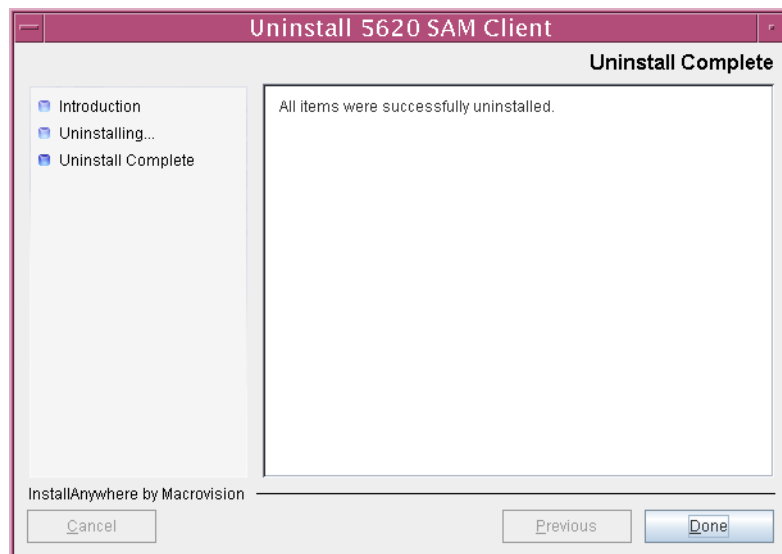 Uninstall 5620 SAM Client
Uninstall Complete
Introduction
Uninstalling...
Uninstall Complete
All items were successfully uninstalled.
InstallAnywhere by Macrovision
Cancel
Previous
Done